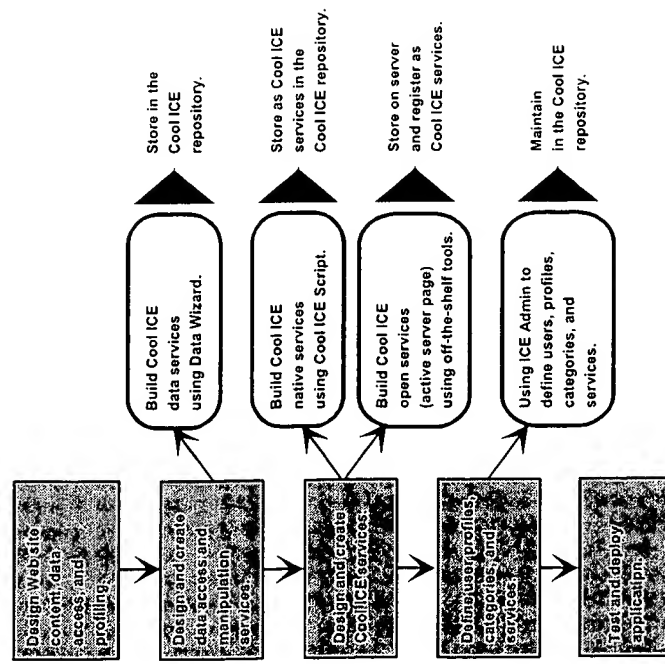 Design Web site
content, data
access, and
profiling.
Design and create
data access and
manipulation
services.
Build Cool ICE
data services
using Data Wizard.
Store in the
Cool ICE
repository.
Design and create
Cool ICE services.
Build Cool ICE
native services
using Cool ICE Script.
Store as Cool ICE
services in the
Cool ICE repository.
Build Cool ICE
open services
(active server page)
using off-the-shelf tools.
Store on server
and register as
Cool ICE services.
Define user profiles,
categories, and
services.
Using ICE Admin to
define users, profiles,
categories, and
services.
Maintain
in the Cool ICE
repository.
Test and deploy
application.